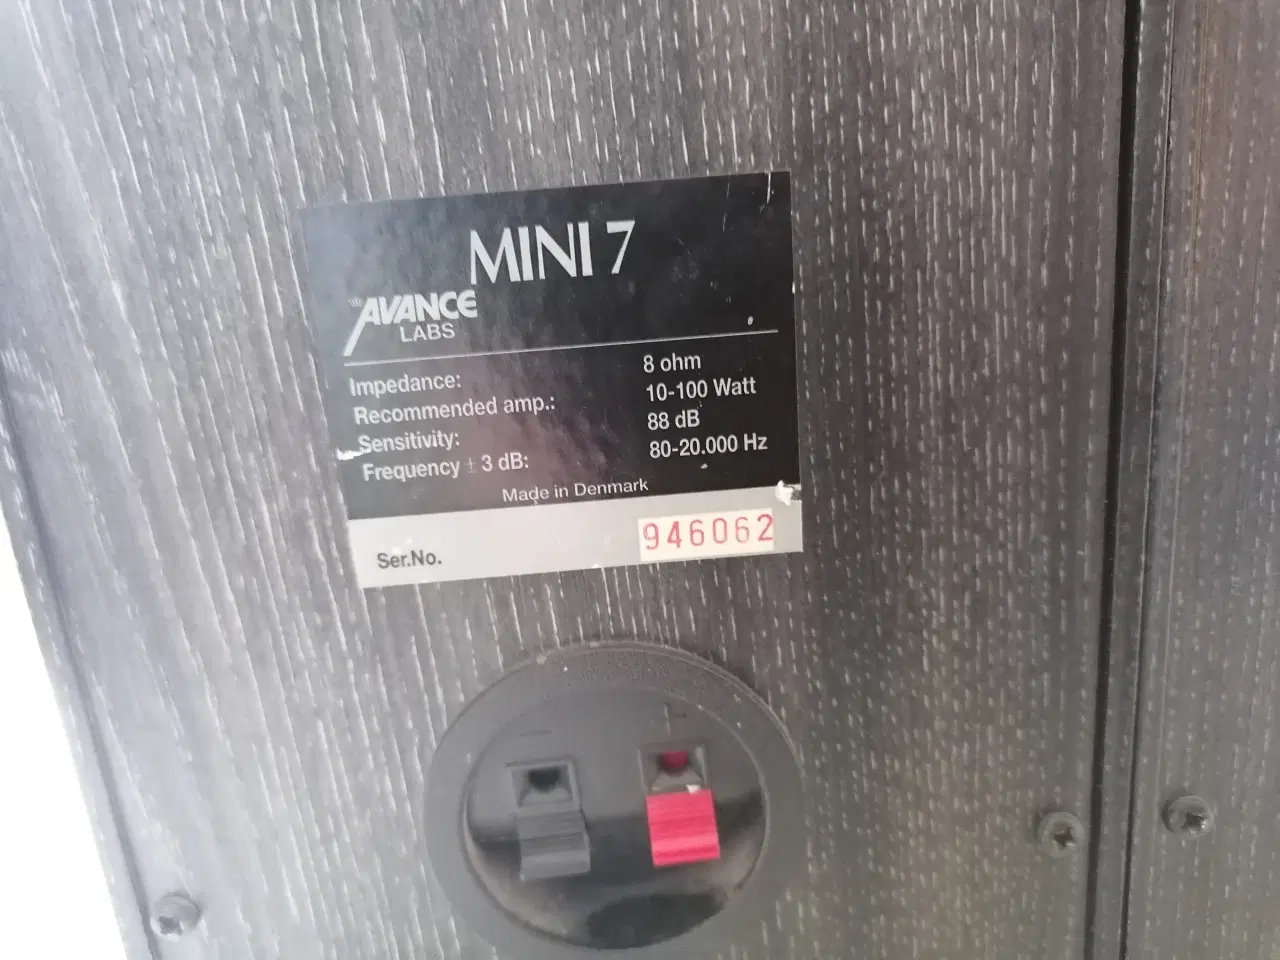 MINI 7
AVANCE
LABS
Impedance: 8 ohm
Recommended amp.: 10-100 Watt
Sensitivity: 88 dB
Frequency ± 3 dB: 80-20.000 Hz
Made in Denmark
Ser.No. 946062